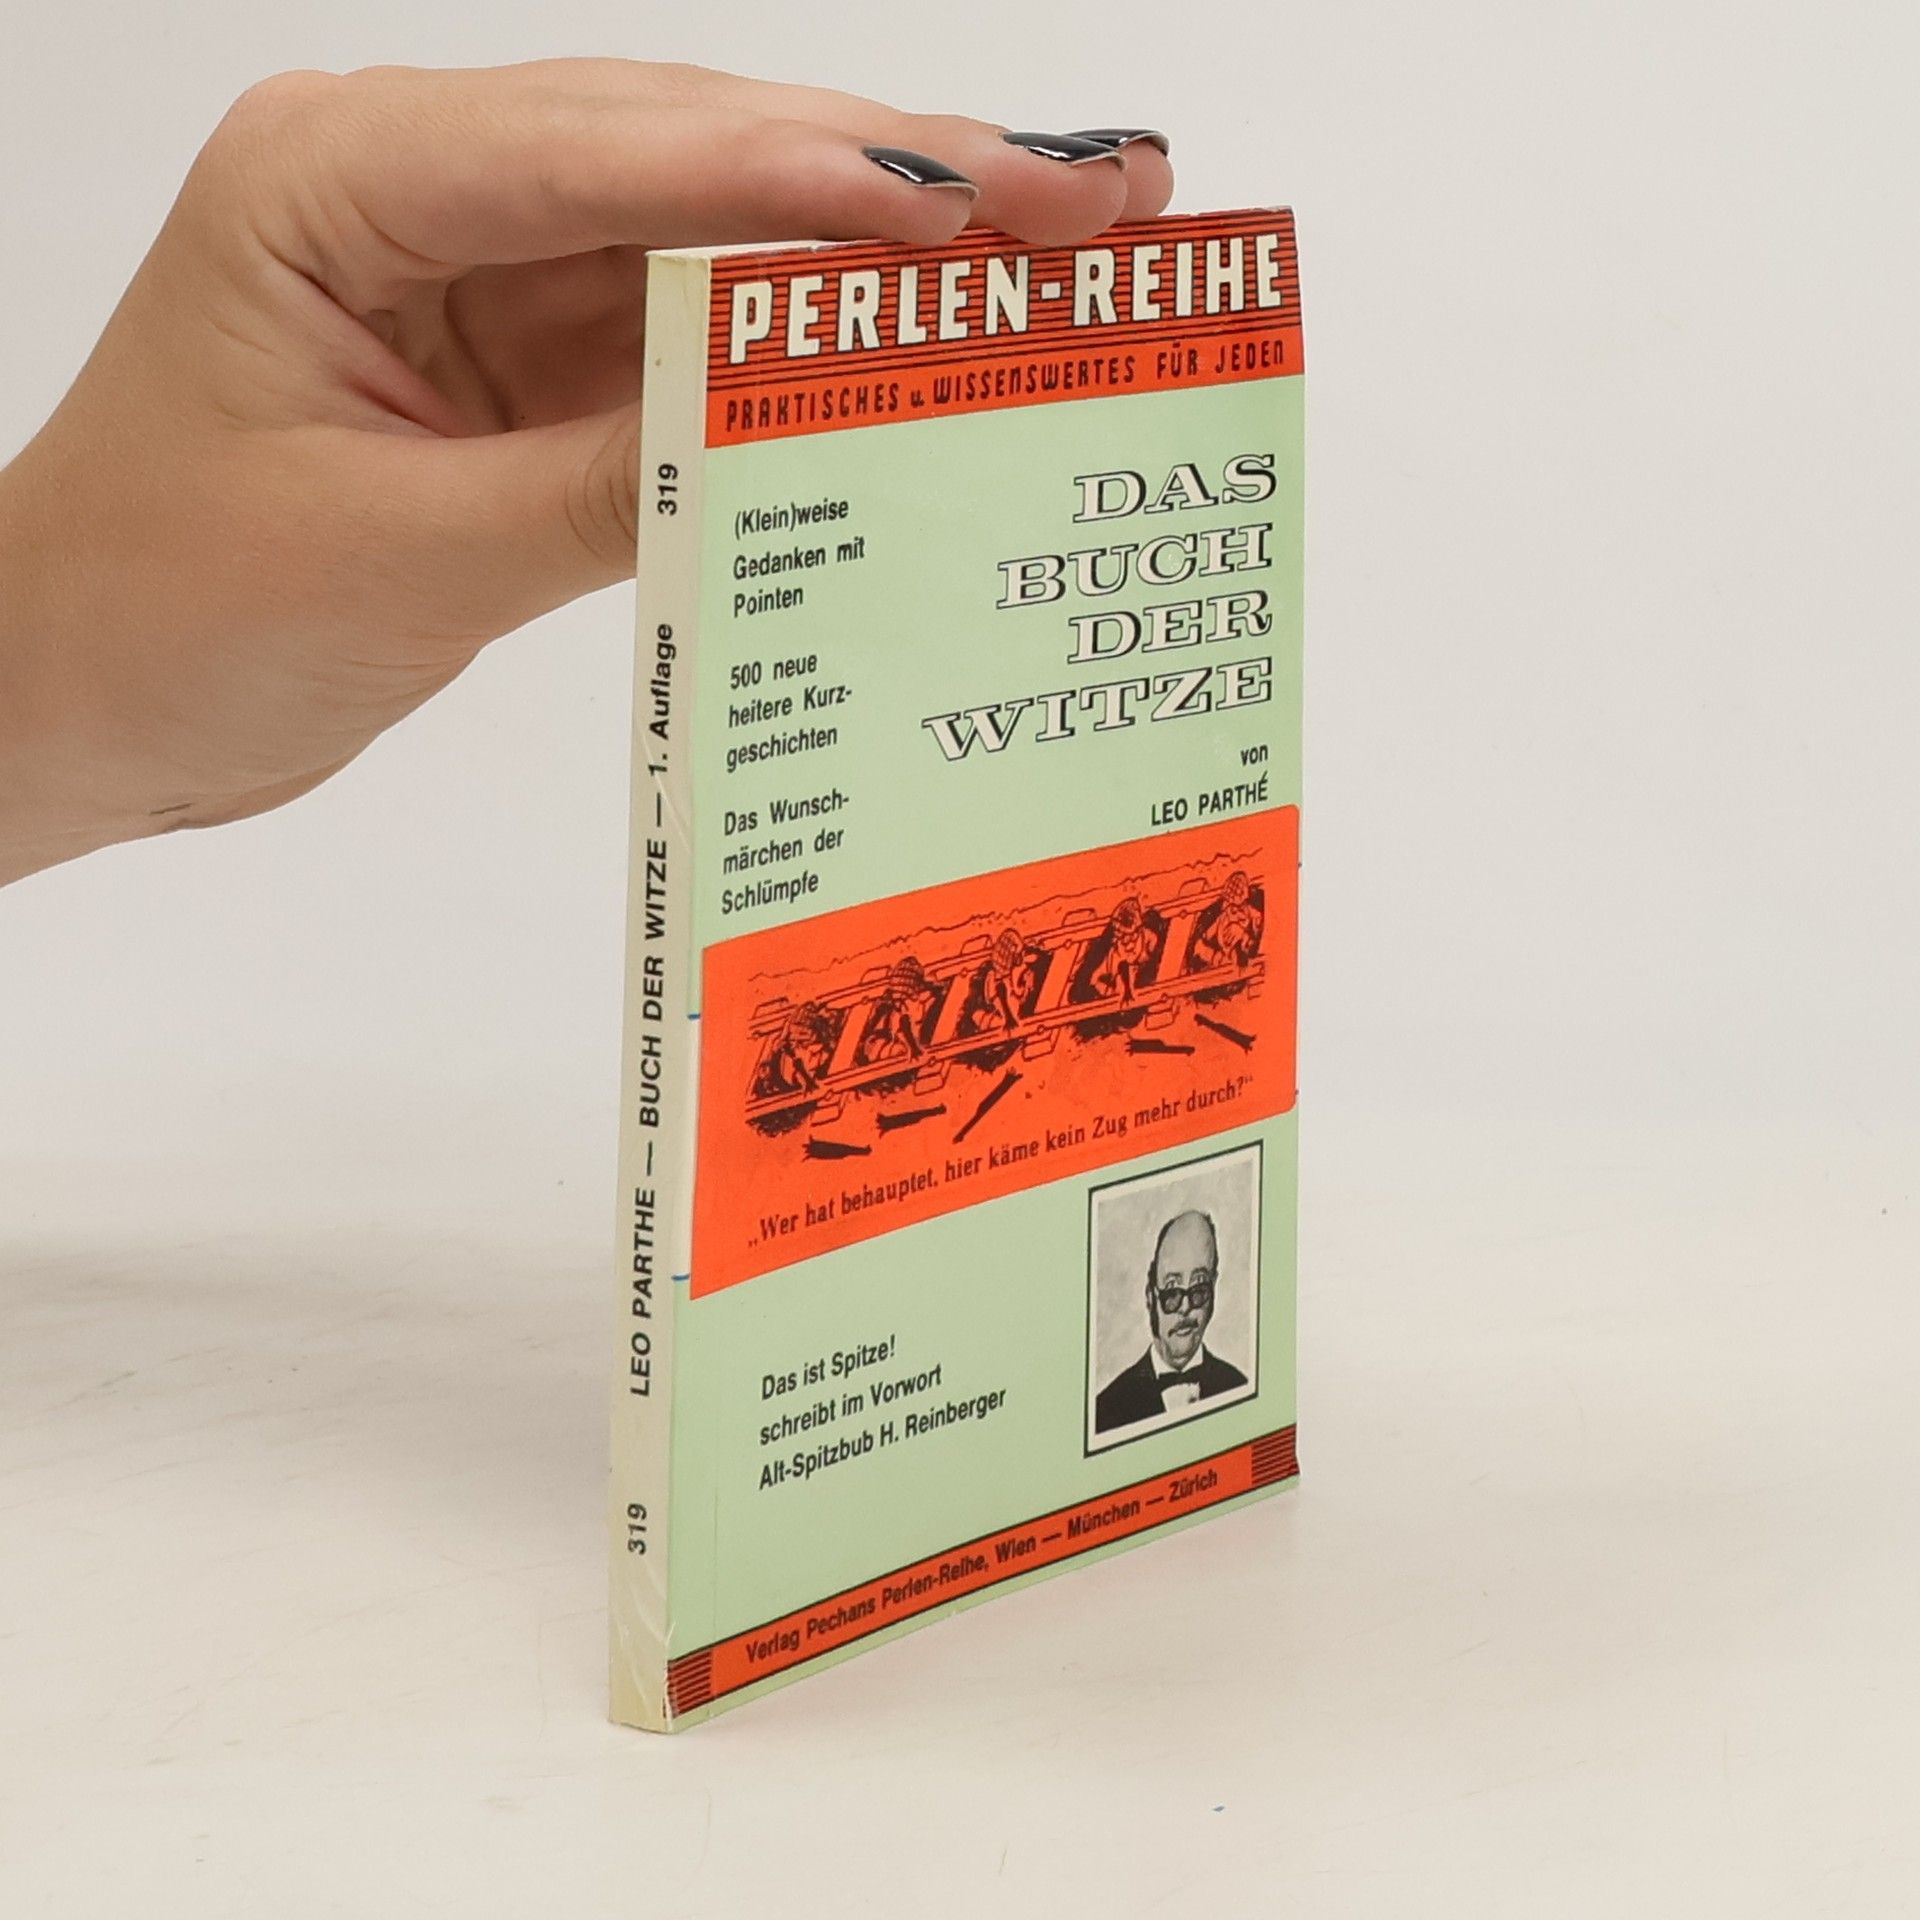 PERLEN-REIHE
PRAKTISCHES u. WISSENSWERTES FÜR JEDEN
DAS
BUCH
DER
WITZE
von
LEO PARTHÉ
(Klein)weise
Gedanken mit
Pointen
500 neue
heitere Kurz-
geschichten
Das Wunsch-
märchen der
Schlümpfe
„Wer hat behauptet, hier käme kein Zug mehr durch?“
Das ist Spitze!
schreibt im Vorwort
Alt-Spitzbub H. Reinberger
Verlag Pechans Perlen-Reihe, Wien — München — Zürich
319 LEO PARTHE — BUCH DER WITZE — 1. Auflage 319